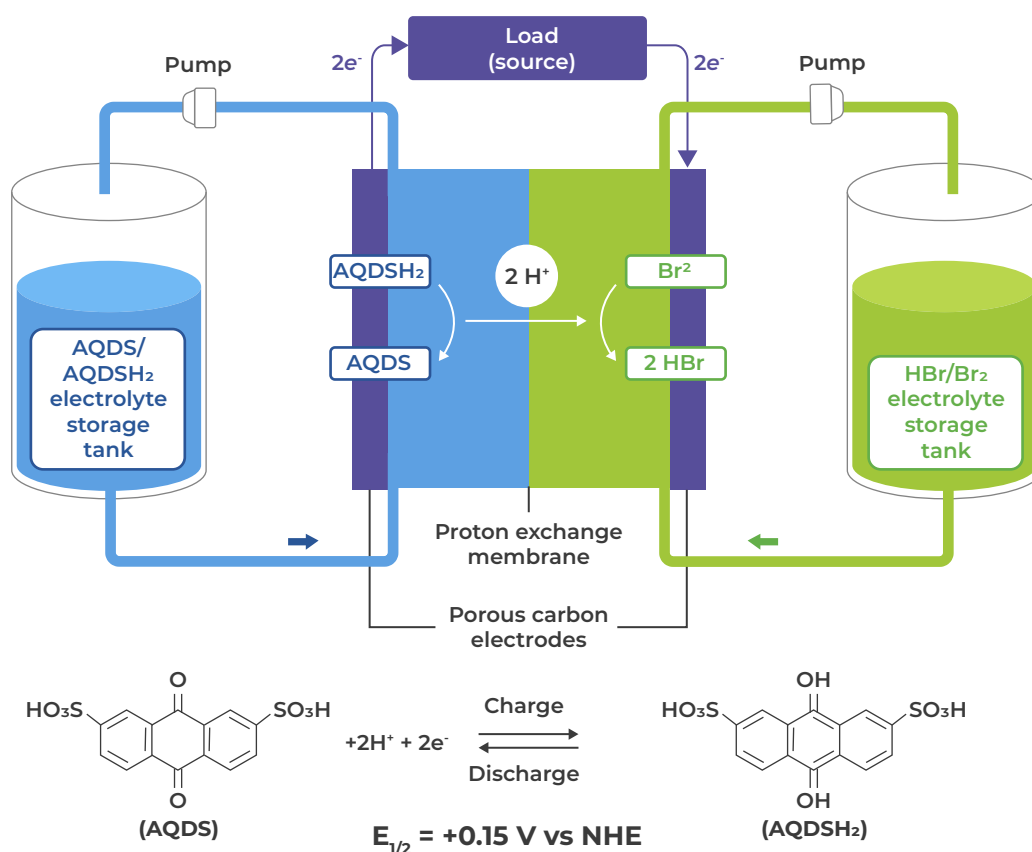 Load
(source)
2e⁻
2e⁻
Pump
Pump
AQDSH₂
2 H⁺
Br²
AQDS
2 HBr
AQDS/
AQDSH₂
electrolyte
storage
tank
HBr/Br₂
electrolyte
storage
tank
Proton exchange
membrane
Porous carbon
electrodes
O
HO₃S
SO₃H
O
(AQDS)
+2H⁺ + 2e⁻
Charge
Discharge
OH
HO₃S
SO₃H
OH
(AQDSH₂)
E₁/₂ = +0.15 V vs NHE